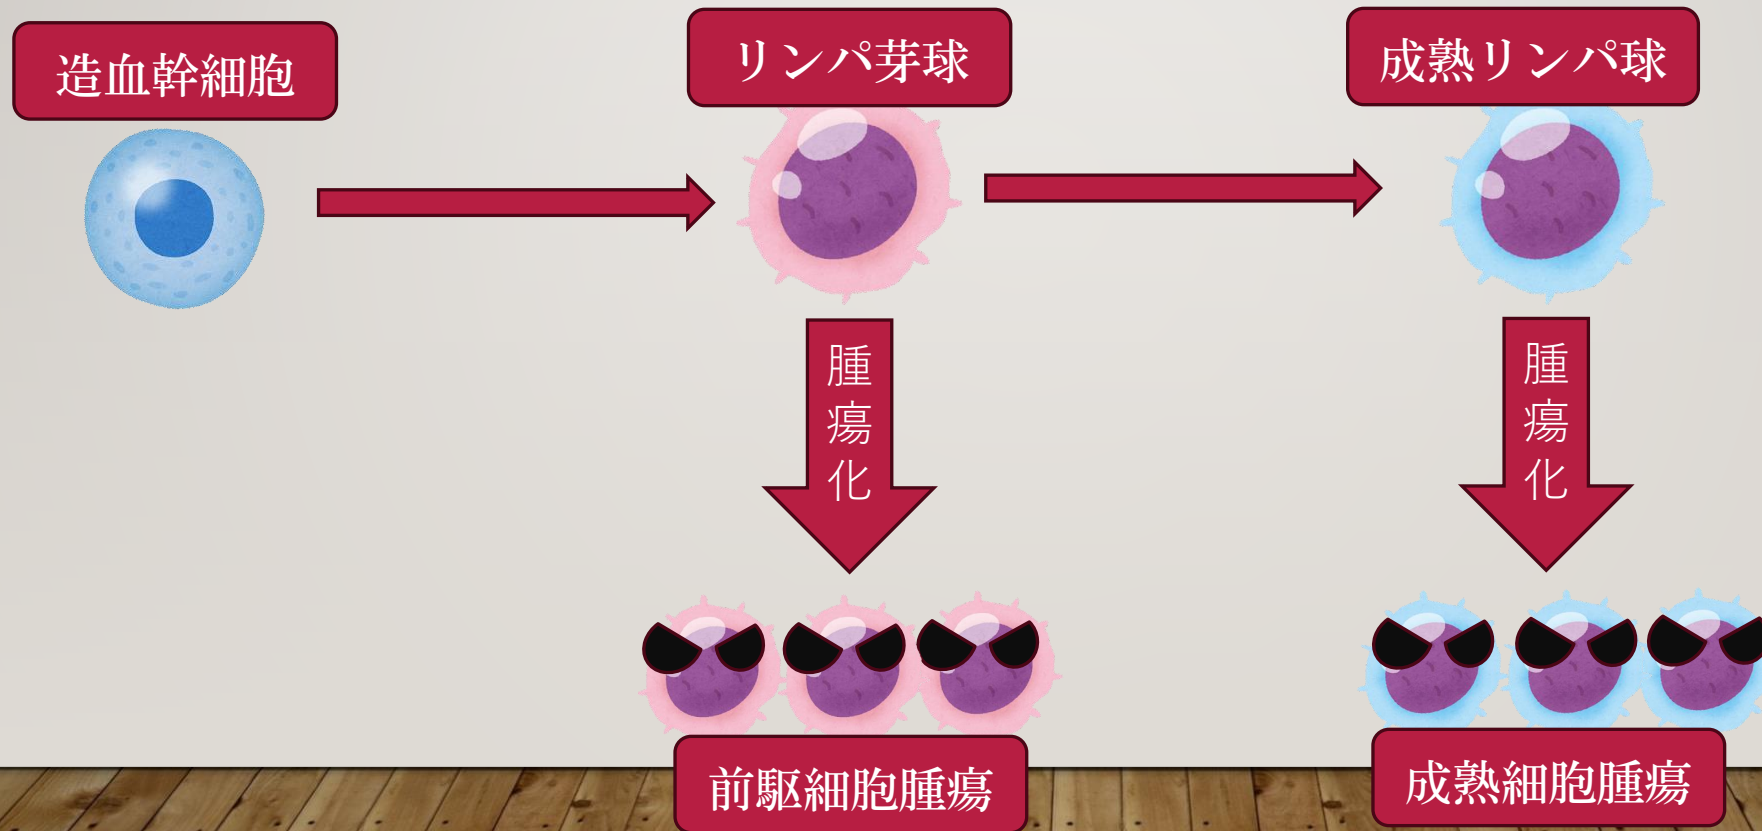 造血幹細胞
リンパ芽球
成熟リンパ球
腫瘍化
腫瘍化
前駆細胞腫瘍
成熟細胞腫瘍